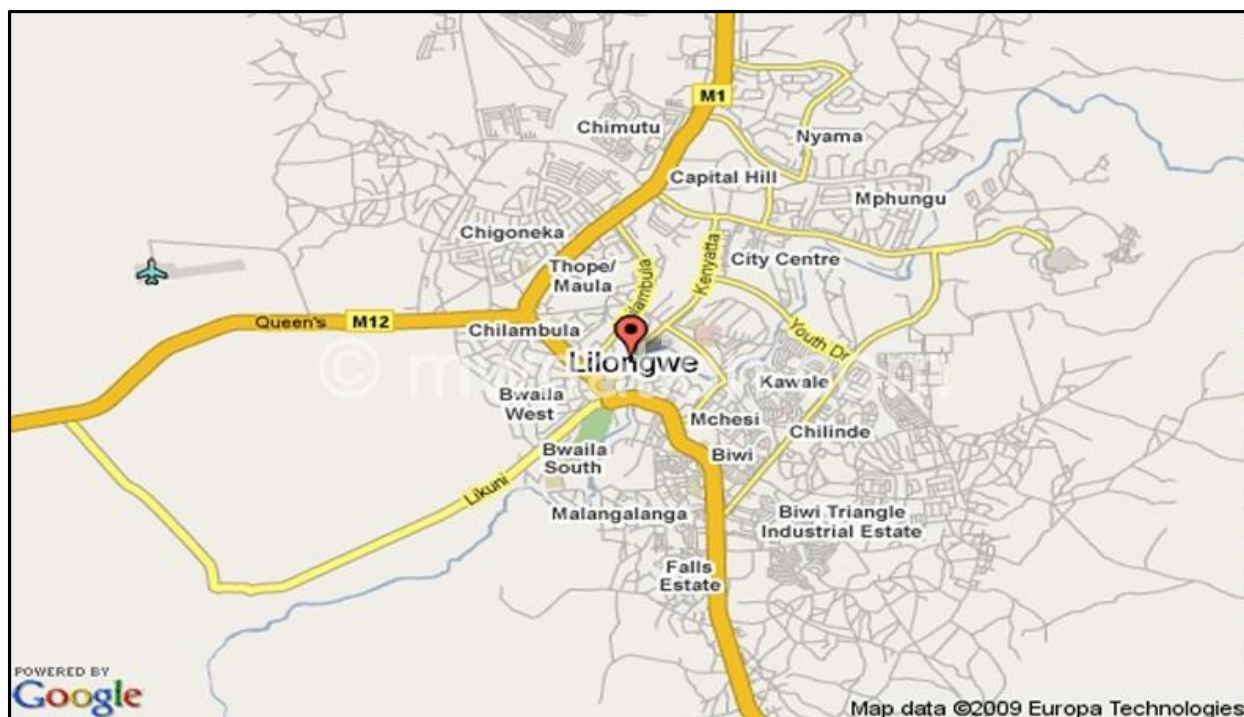 M1
Chimutu
Nyama
Capital Hill
Mphungu
Chigoneka
Kenyatta
City Centre
Thope/
Maula
Queen's
M12
Chilambula
Youth Dr
Lilongwe
Kawale
Bwaila
West
Mchesi
Chilinde
Bwaila
South
Biwi
Likuni
Malangalanga
Biwi Triangle
Industrial Estate
Falls
Estate
POWERED BY
Google
Map data ©2009 Europa Technologies